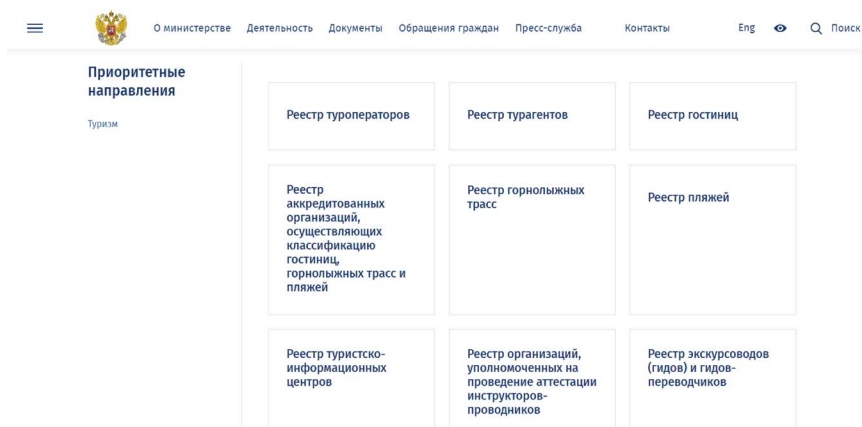 О министерстве Деятельность Документы Обращения граждан Пресс-служба Контакты Eng Поиск
Приоритетные
направления
Туризм
Реестр туроператоров
Реестр турагентов
Реестр гостиниц
Реестр
аккредитованных
организаций,
осуществляющих
классификацию
гостиниц,
горнолыжных трасс и
пляжей
Реестр горнолыжных
трасс
Реестр пляжей
Реестр туристско-
информационных
центров
Реестр организаций,
уполномоченных на
проведение аттестации
инструкторов-
проводников
Реестр экскурсоводов
(гидов) и гидов-
переводчиков